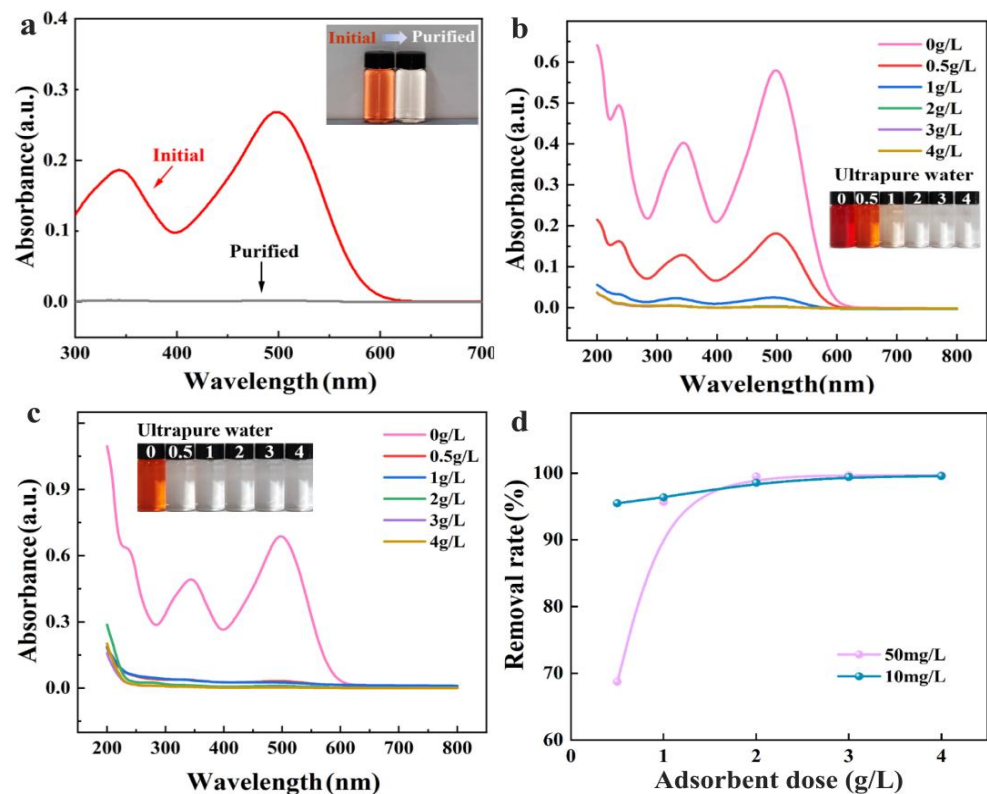 a
0.4
0.3
0.2
0.1
0.0
Absorbance (a.u.)
Initial Purified
Initial
Purified
300 400 500 600 700
Wavelength (nm)
b
0.6
0.5
0.4
0.3
0.2
0.1
0.0
Absorbance (a.u.)
0g/L
0.5g/L
1g/L
2g/L
3g/L
4g/L
Ultrapure water
0 0.5 1 2 3 4
200 300 400 500 600 700 800
Wavelength(nm)
c
0.9
0.6
0.3
0.0
Absorbance (a.u.)
Ultrapure water
0 0.5 1 2 3 4
0g/L
0.5g/L
1g/L
2g/L
3g/L
4g/L
200 300 400 500 600 700 800
Wavelength (nm)
d
100
90
80
70
60
Removal rate (%)
50mg/L
10mg/L
0 1 2 3 4
Adsorbent dose (g/L)